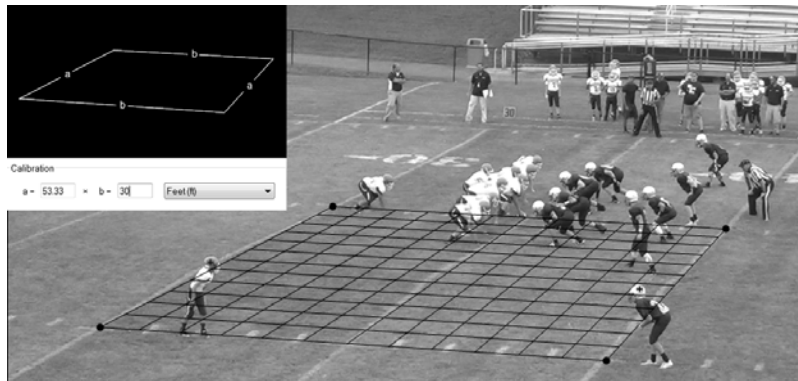 b
a
a
b
Calibration
a = 53.33 × b = 30 Feet (ft)
30